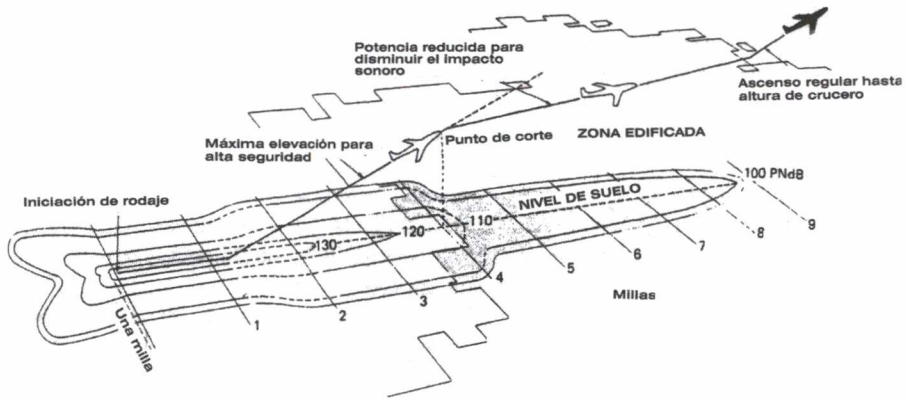 Potencia reducida para
disminuir el impacto
sonoro
Ascenso regular hasta
altura de crucero
Máxima elevación para
alta seguridad
Punto de corte
ZONA EDIFICADA
Iniciación de rodaje
100 PNdB
NIVEL DE SUELO
110
120
130
9
8
7
6
5
4
3
2
1
Millas
Una milla